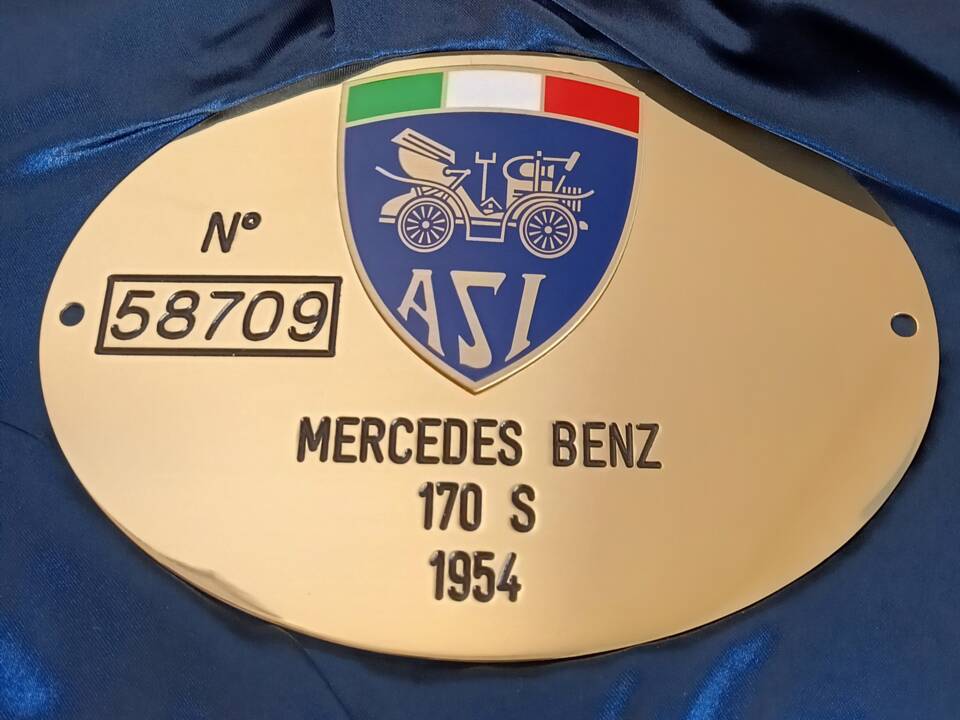 N°
58709
ASI
MERCEDES BENZ
170 S
1954